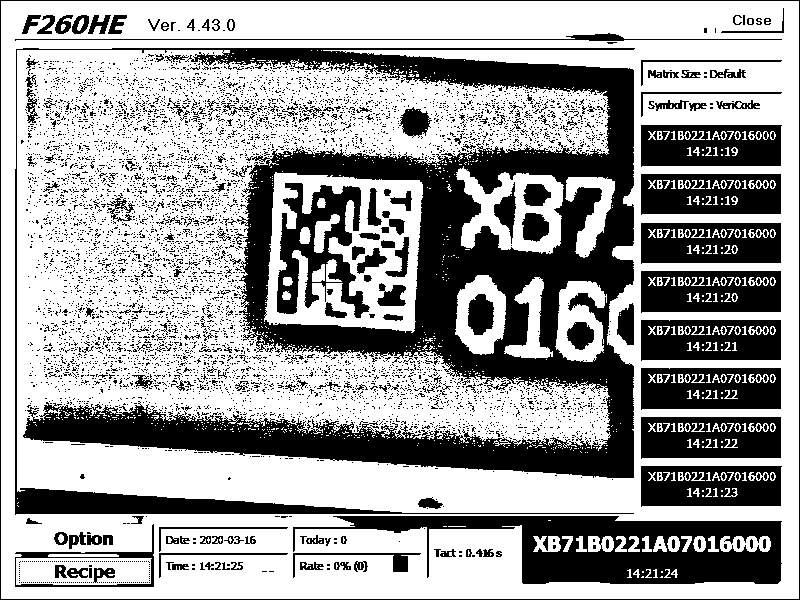 F260HE Ver. 4.43.0
Close
XB71
0160
Matrix Size : Default
SymbolType : VeriCode
XB71B0221A07016000
14:21:19
XB71B0221A07016000
14:21:19
XB71B0221A07016000
14:21:20
XB71B0221A07016000
14:21:20
XB71B0221A07016000
14:21:21
XB71B0221A07016000
14:21:22
XB71B0221A07016000
14:21:22
XB71B0221A07016000
14:21:23
Option
Recipe
Date : 2020-03-16
Time : 14:21:25
Today : 0
Rate : 0% (0)
Tact : 0.416 s
XB71B0221A07016000
14:21:24